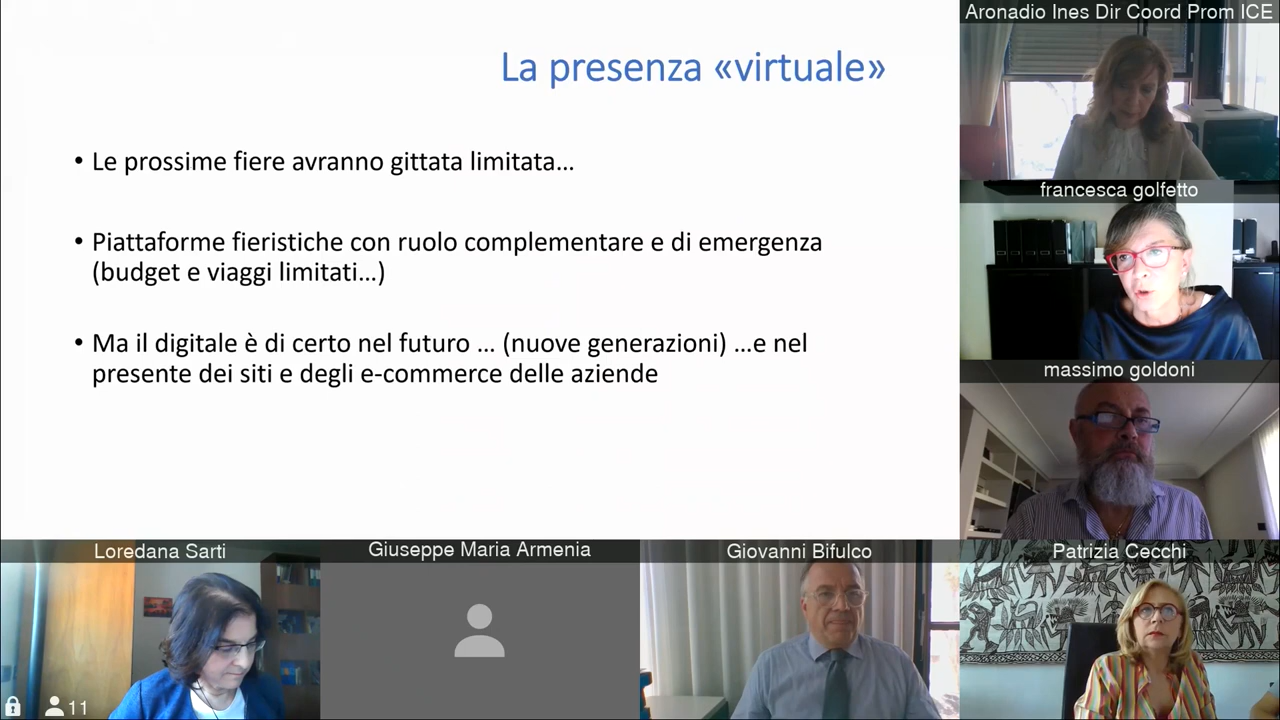 La presenza «virtuale»
• Le prossime fiere avranno gittata limitata...
• Piattaforme fieristiche con ruolo complementare e di emergenza
(budget e viaggi limitati...)
• Ma il digitale è di certo nel futuro ... (nuove generazioni) ...e nel
presente dei siti e degli e-commerce delle aziende
Aronadio Ines Dir Coord Prom ICE
francesca golfetto
massimo goldoni
Loredana Sarti
Giuseppe Maria Armenia
Giovanni Bifulco
Patrizia Cecchi
11